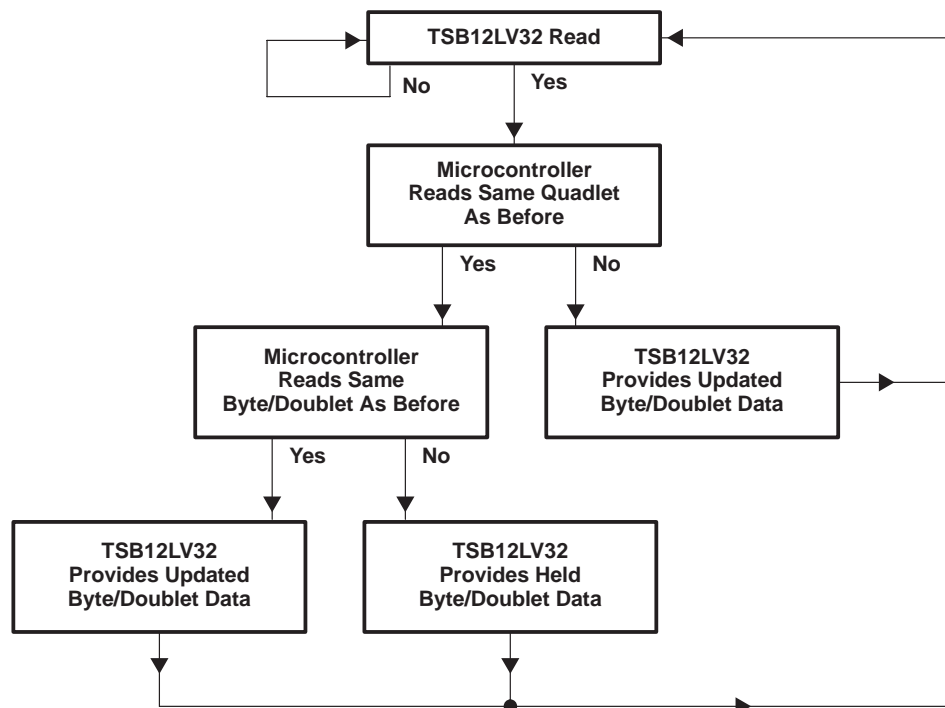 TSB12LV32 Read
No
Yes
Microcontroller
Reads Same Quadlet
As Before
Yes
No
Microcontroller
Reads Same
Byte/Doublet As Before
TSB12LV32
Provides Updated
Byte/Doublet Data
Yes
No
TSB12LV32
Provides Updated
Byte/Doublet Data
TSB12LV32
Provides Held
Byte/Doublet Data